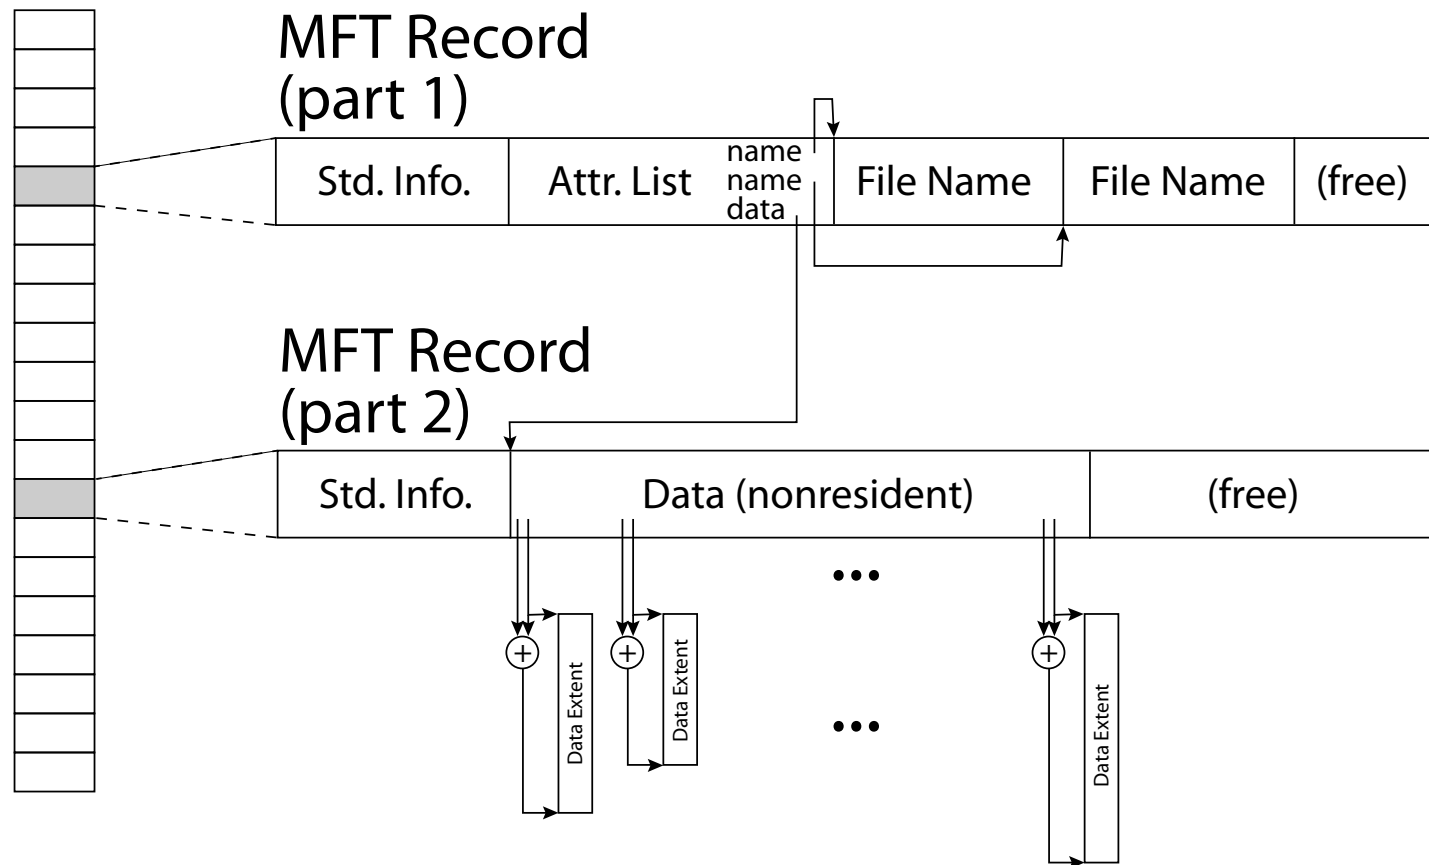 MFT Record
(part 1)
Std. Info.
Attr. List
name
name
data
File Name
File Name
(free)
MFT Record
(part 2)
Std. Info.
Data (nonresident)
(free)
...
+
+
+
Data Extent
Data Extent
...
Data Extent